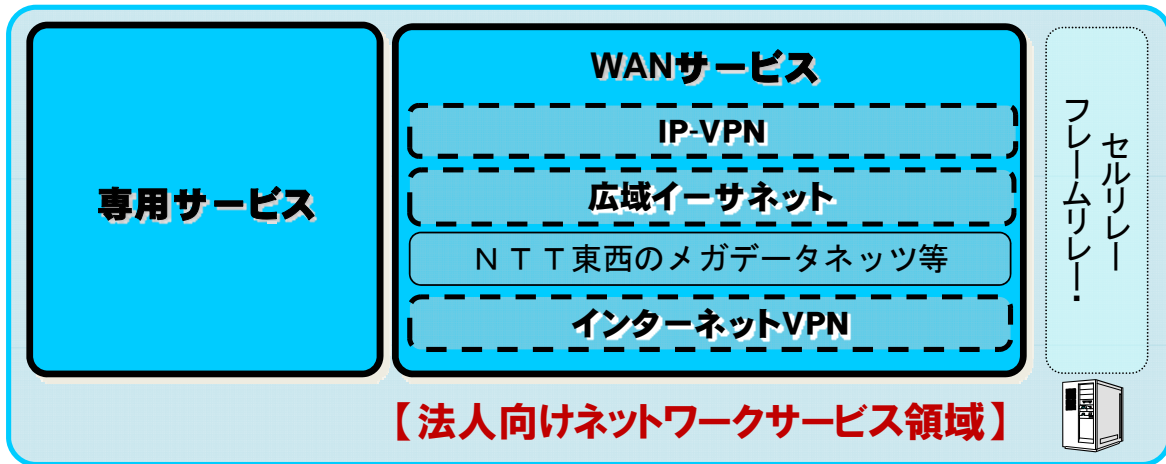 専用サービス
WANサービス
IP-VPN
広域イーサネット
ＮＴＴ東西のメガデータネッツ等
インターネットVPN
セルリレー
フレームリレー・
【法人向けネットワークサービス領域】